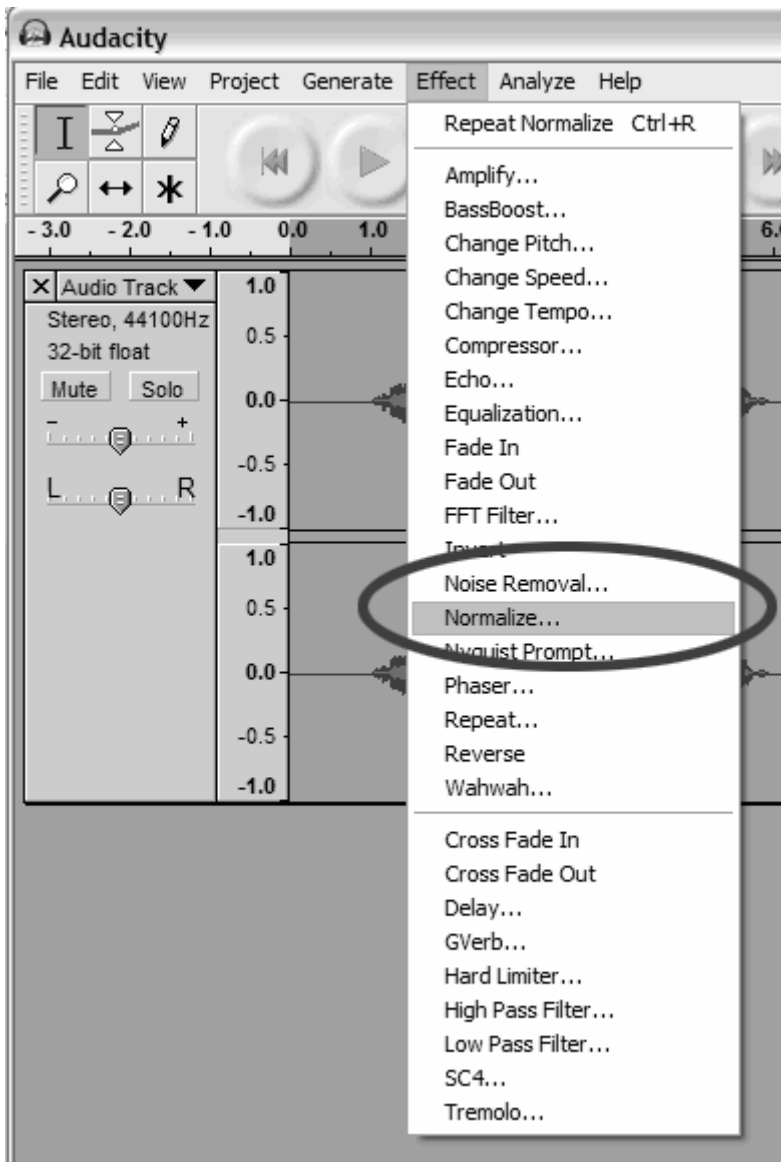 Audacity
File Edit View Project Generate Effect Analyze Help
Repeat Normalize Ctrl+R
Amplify...
BassBoost...
Change Pitch...
- 3.0 - 2.0 - 1.0 0.0 1.0 6.
Change Speed...
X Audio Track 1.0
Change Tempo...
Stereo, 44100Hz
32-bit float
0.5
Compressor...
Mute Solo
Echo...
0.0
- +
Equalization...
Fade In
-0.5
Fade Out
L R
-1.0
FFT Filter...
Invert
1.0
Noise Removal...
0.5
Normalize...
Nyquist Prompt...
0.0
Phaser...
Repeat...
-0.5
Reverse
-1.0
Wahwah...
Cross Fade In
Cross Fade Out
Delay...
GVerb...
Hard Limiter...
High Pass Filter...
Low Pass Filter...
SC4...
Tremolo...